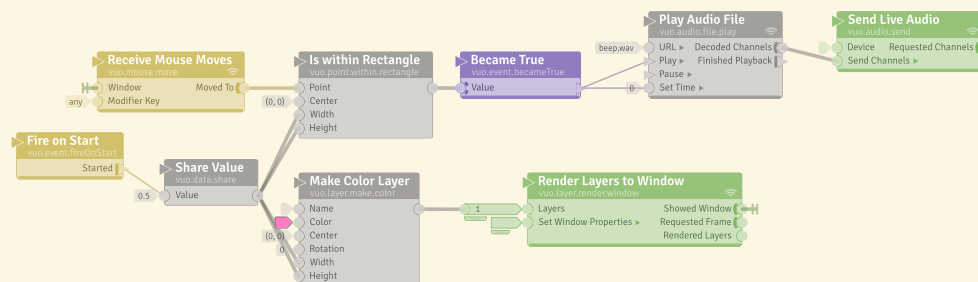 Play Audio File
vuo.audio.file.play
beep.wav
URL
Decoded Channels
Play
Finished Playback
Pause
0
Set Time
Send Live Audio
vuo.audio.send
Device
Requested Channels
Send Channels
Receive Mouse Moves
vuo.mouse.move
Window
Moved To
any
Modifier Key
Is within Rectangle
vuo.point.within.rectangle
Point
(0, 0)
Center
Width
Height
Became True
vuo.event.becameTrue
Value
Fire on Start
vuo.event.fireOnStart
Started
Share Value
vuo.data.share
0.5
Value
Make Color Layer
vuo.layer.make.color
Name
Color
(0, 0)
Center
0
Rotation
Width
Height
Render Layers to Window
vuo.layer.render.window
1
Layers
Showed Window
Set Window Properties
Requested Frame
Rendered Layers